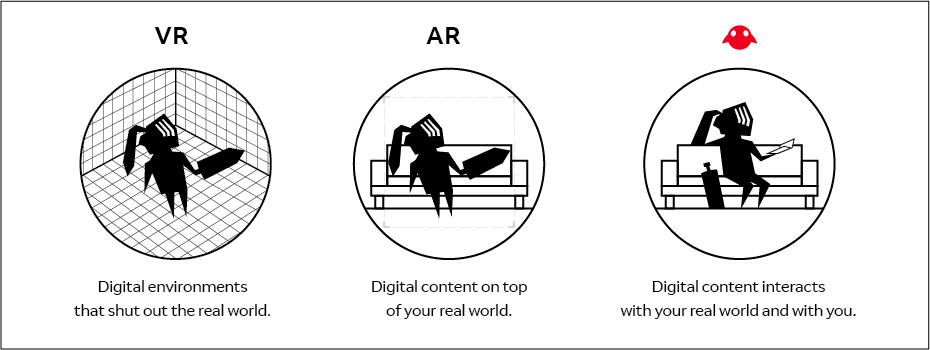 VR
Digital environments
that shut out the real world.
AR
Digital content on top
of your real world.
Digital content interacts
with your real world and with you.